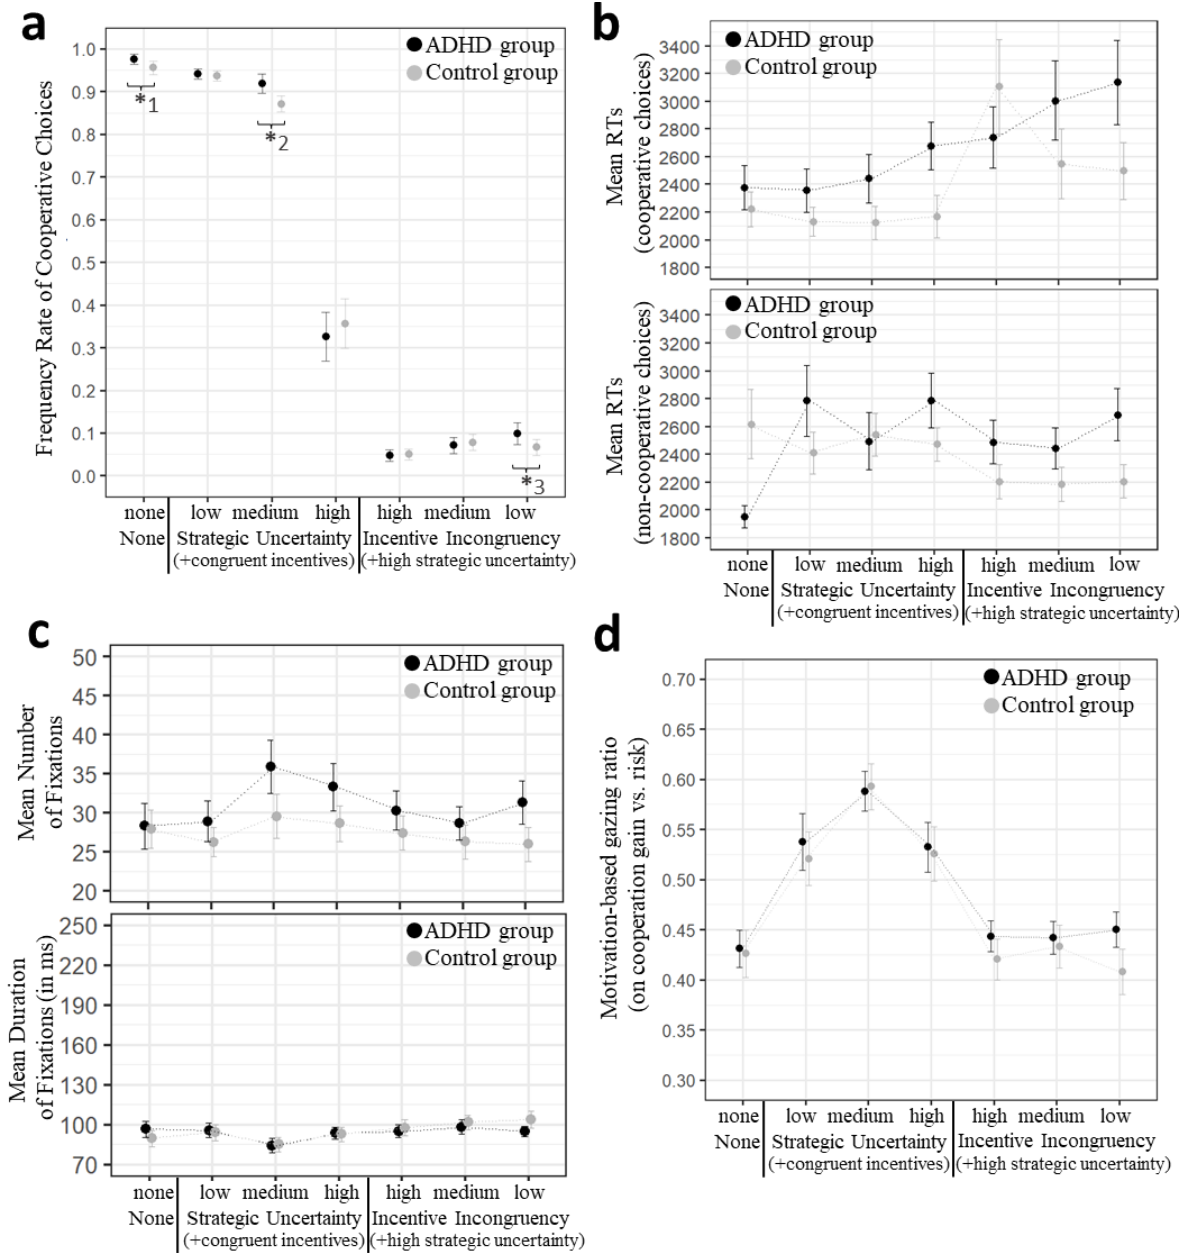 a
Frequency Rate of Cooperative Choices
ADHD group
Control group
1.0
0.9
0.8
0.7
0.6
0.5
0.4
0.3
0.2
0.1
0.0
*1
*2
*3
none low medium high high medium low
None Strategic Uncertainty Incentive Incongruency
(+congruent incentives) (+high strategic uncertainty)
b
Mean RTs
(cooperative choices)
ADHD group
Control group
3400
3200
3000
2800
2600
2400
2200
2000
1800
Mean RTs
(non-cooperative choices)
ADHD group
Control group
3400
3200
3000
2800
2600
2400
2200
2000
1800
none low medium high high medium low
None Strategic Uncertainty Incentive Incongruency
(+congruent incentives) (+high strategic uncertainty)
c
Mean Number
of Fixations
ADHD group
Control group
50
45
40
35
30
25
20
Mean Duration
of Fixations (in ms)
ADHD group
Control group
250
220
190
160
130
100
70
none low medium high high medium low
None Strategic Uncertainty Incentive Incongruency
(+congruent incentives) (+high strategic uncertainty)
d
Motivation-based gazing ratio
(on cooperation gain vs. risk)
ADHD group
Control group
0.70
0.65
0.60
0.55
0.50
0.45
0.40
0.35
0.30
none low medium high high medium low
None Strategic Uncertainty Incentive Incongruency
(+congruent incentives) (+high strategic uncertainty)